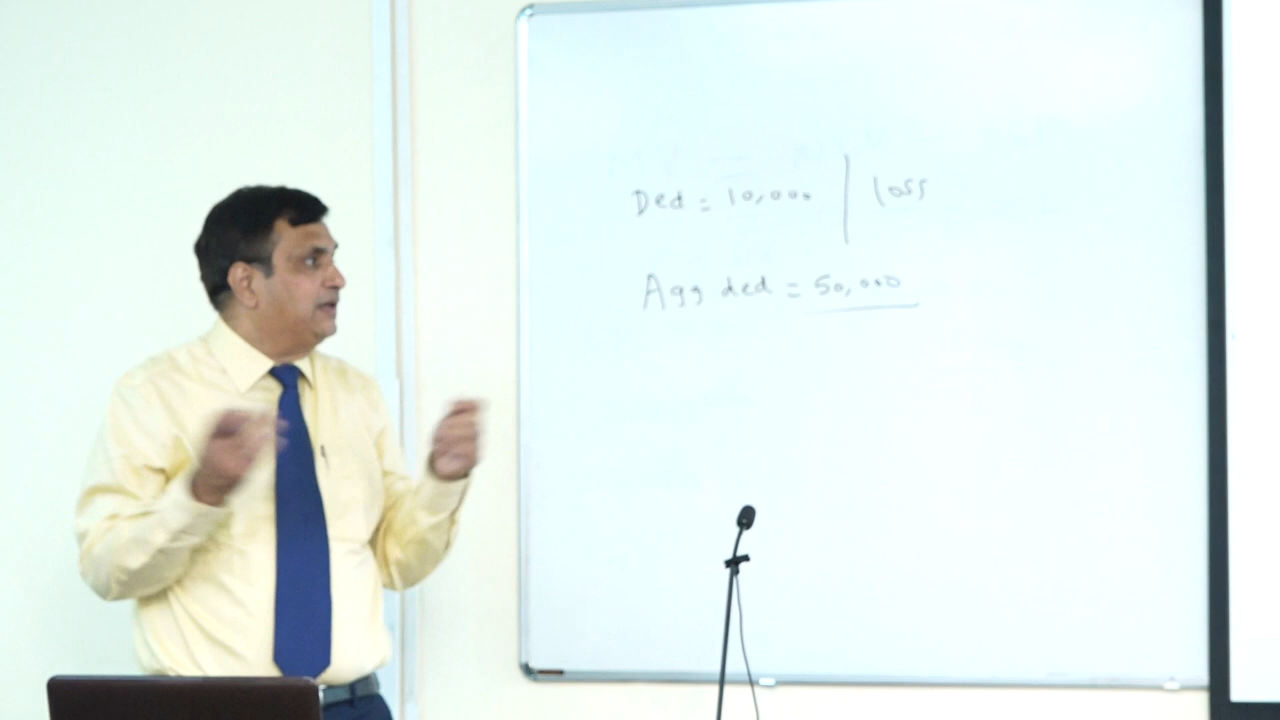 Ded = 10,000 | loss
Agg ded = 50,000